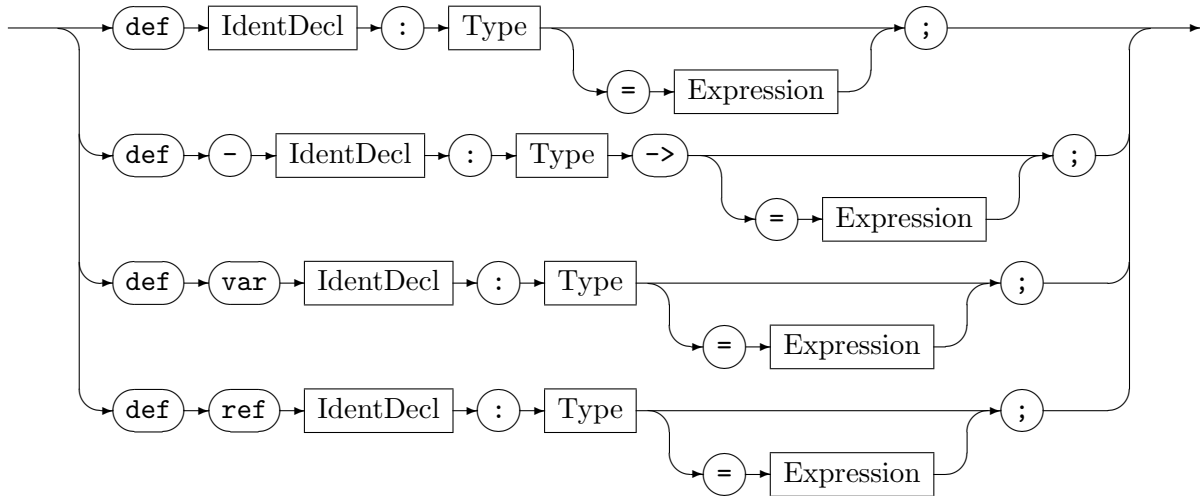 def IdentDecl : Type ;
= Expression
def - IdentDecl : Type -> ;
= Expression
def var IdentDecl : Type ;
= Expression
def ref IdentDecl : Type ;
= Expression